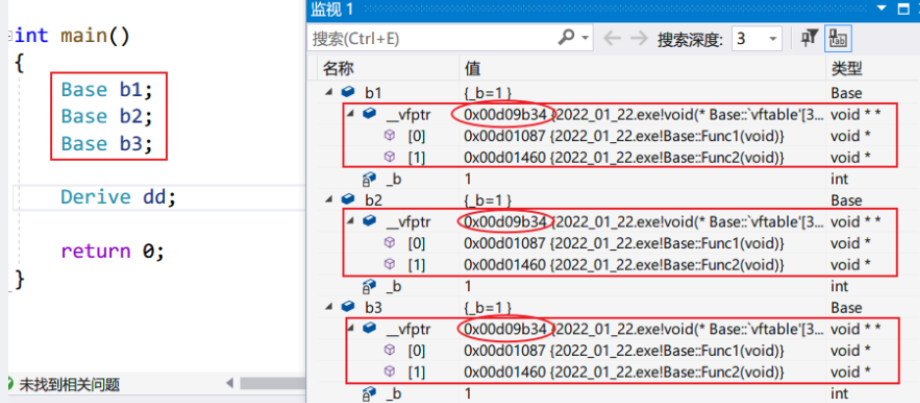 int main()
{
Base b1;
Base b2;
Base b3;
Derive dd;
return 0;
}
未找到相关问题
监视 1
搜索(Ctrl+E)
搜索深度: 3
名称 值 类型
b1 {_b=1 } Base
__vfptr 0x00d09b34 {2022_01_22.exe!void(* Base::`vftable'[3... void * *
[0] 0x00d01087 {2022_01_22.exe!Base::Func1(void)} void *
[1] 0x00d01460 {2022_01_22.exe!Base::Func2(void)} void *
_b 1 int
b2 {_b=1 } Base
__vfptr 0x00d09b34 {2022_01_22.exe!void(* Base::`vftable'[3... void * *
[0] 0x00d01087 {2022_01_22.exe!Base::Func1(void)} void *
[1] 0x00d01460 {2022_01_22.exe!Base::Func2(void)} void *
_b 1 int
b3 {_b=1 } Base
__vfptr 0x00d09b34 {2022_01_22.exe!void(* Base::`vftable'[3... void * *
[0] 0x00d01087 {2022_01_22.exe!Base::Func1(void)} void *
[1] 0x00d01460 {2022_01_22.exe!Base::Func2(void)} void *
_b 1 int